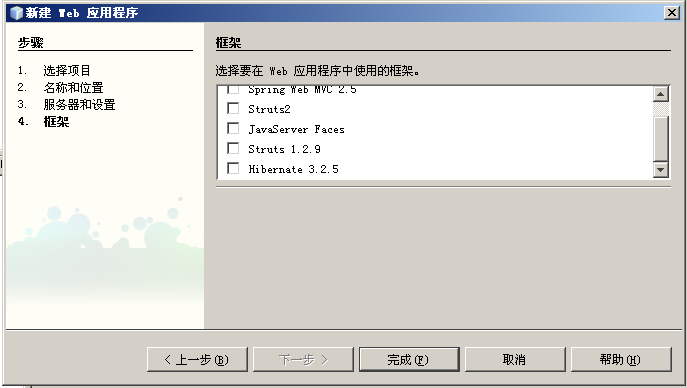 新建 Web 应用程序
步骤
1. 选择项目
2. 名称和位置
3. 服务器和设置
4. 框架
框架
选择要在 Web 应用程序中使用的框架。
Spring Web MVC 2.5
Struts2
JavaServer Faces
Struts 1.2.9
Hibernate 3.2.5
< 上一步(B)
下一步 >
完成(F)
取消
帮助(H)